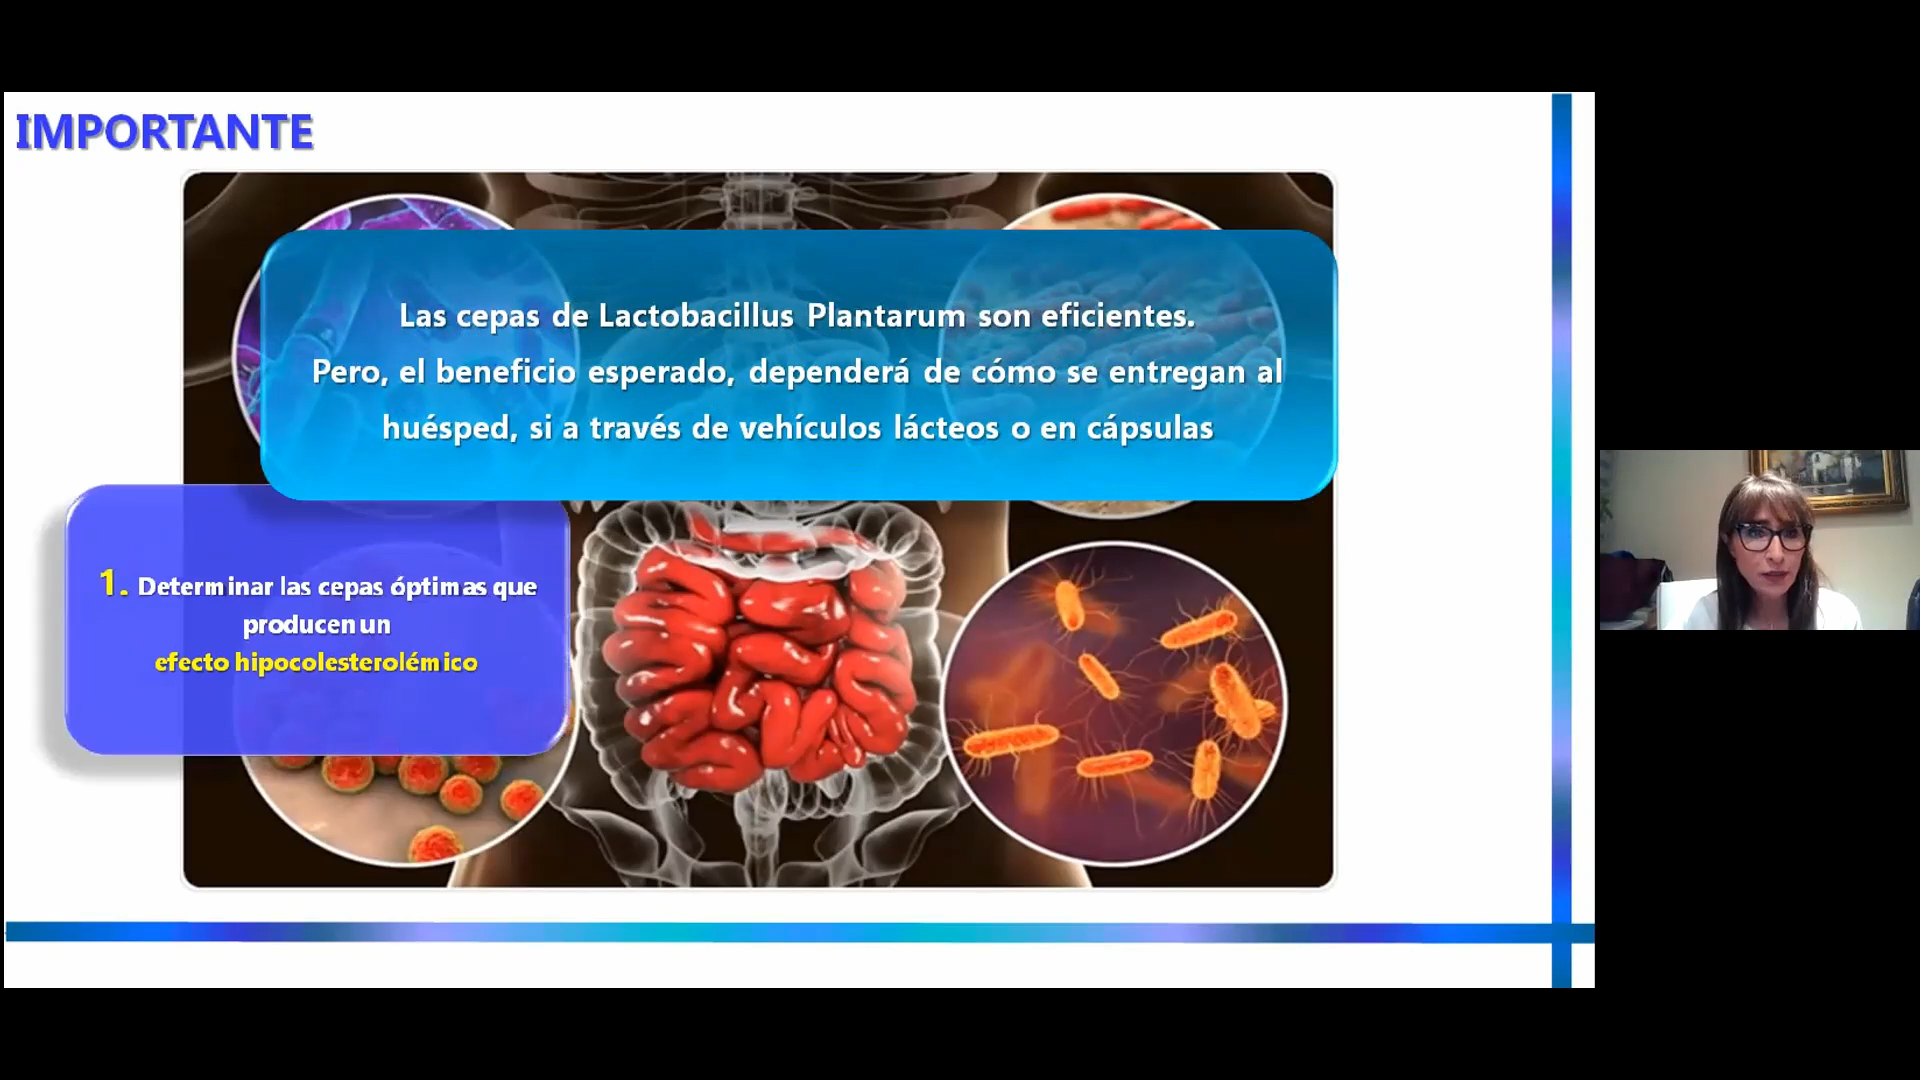 IMPORTANTE
Las cepas de Lactobacillus Plantarum son eficientes.
Pero, el beneficio esperado, dependerá de cómo se entregan al
huésped, si a través de vehículos lácteos o en cápsulas
1. Determinar las cepas óptimas que
producen un
efecto hipocolesterolémico